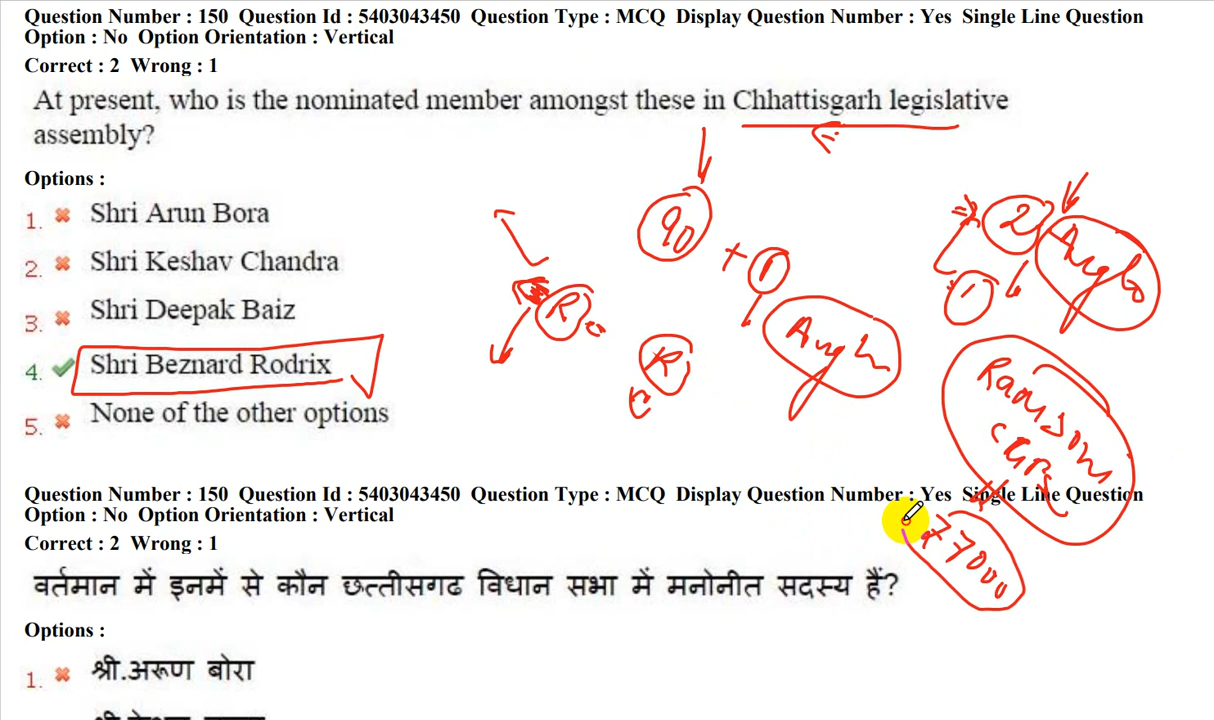 Question Number : 150 Question Id : 5403043450 Question Type : MCQ Display Question Number : Yes Single Line Question
Option : No Option Orientation : Vertical
Correct : 2 Wrong : 1
At present, who is the nominated member amongst these in Chhattisgarh legislative
assembly?
Options :
1. Shri Arun Bora
2. Shri Keshav Chandra
3. Shri Deepak Baiz
4. Shri Beznard Rodrix
5. None of the other options
90
+ 1
2
1
R
77000
Question Number : 150 Question Id : 5403043450 Question Type : MCQ Display Question Number : Yes Single Line Question
Option : No Option Orientation : Vertical
Correct : 2 Wrong : 1
वर्तमान में इनमें से कौन छत्तीसगढ विधान सभा में मनोनीत सदस्य हैं?
Options :
1. श्री.अरूण बोरा